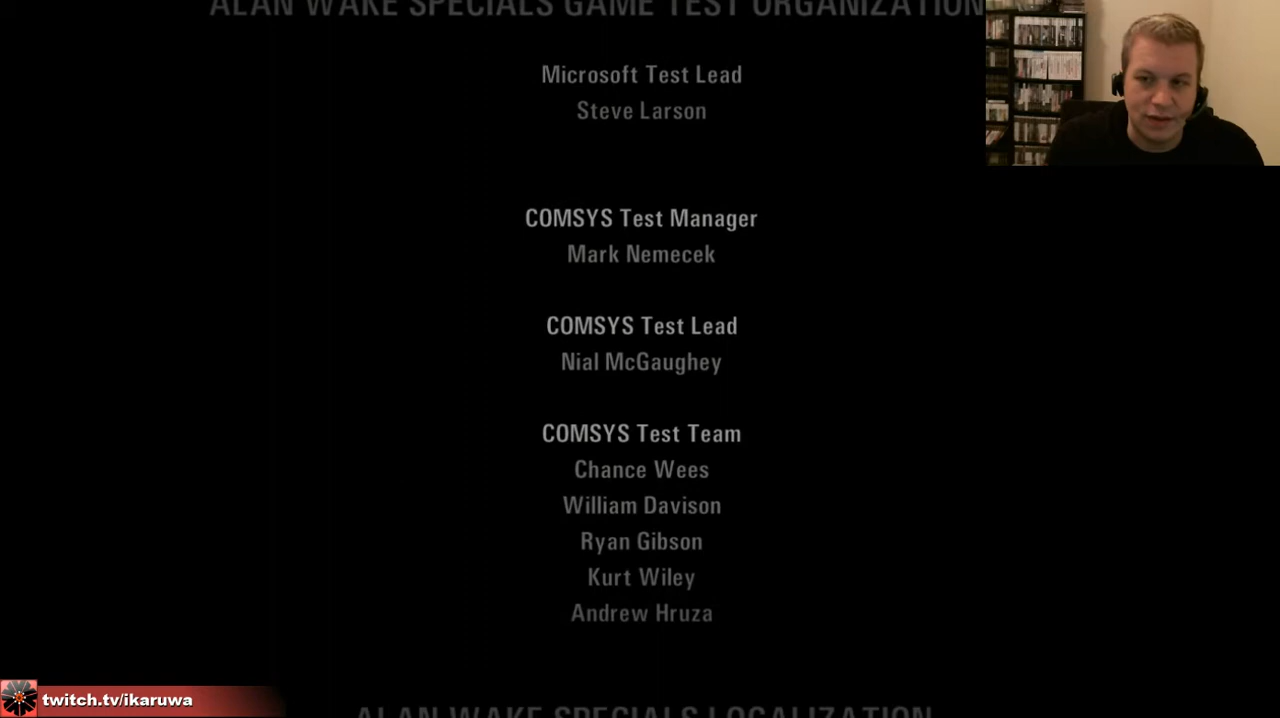 ALAN WAKE SPECIALS GAME TEST ORGANIZATION
Microsoft Test Lead
Steve Larson
COMSYS Test Manager
Mark Nemecek
COMSYS Test Lead
Nial McGaughey
COMSYS Test Team
Chance Wees
William Davison
Ryan Gibson
Kurt Wiley
Andrew Hruza
twitch.tv/ikaruwa
ALAN WAKE SPECIALS LOCALIZATION